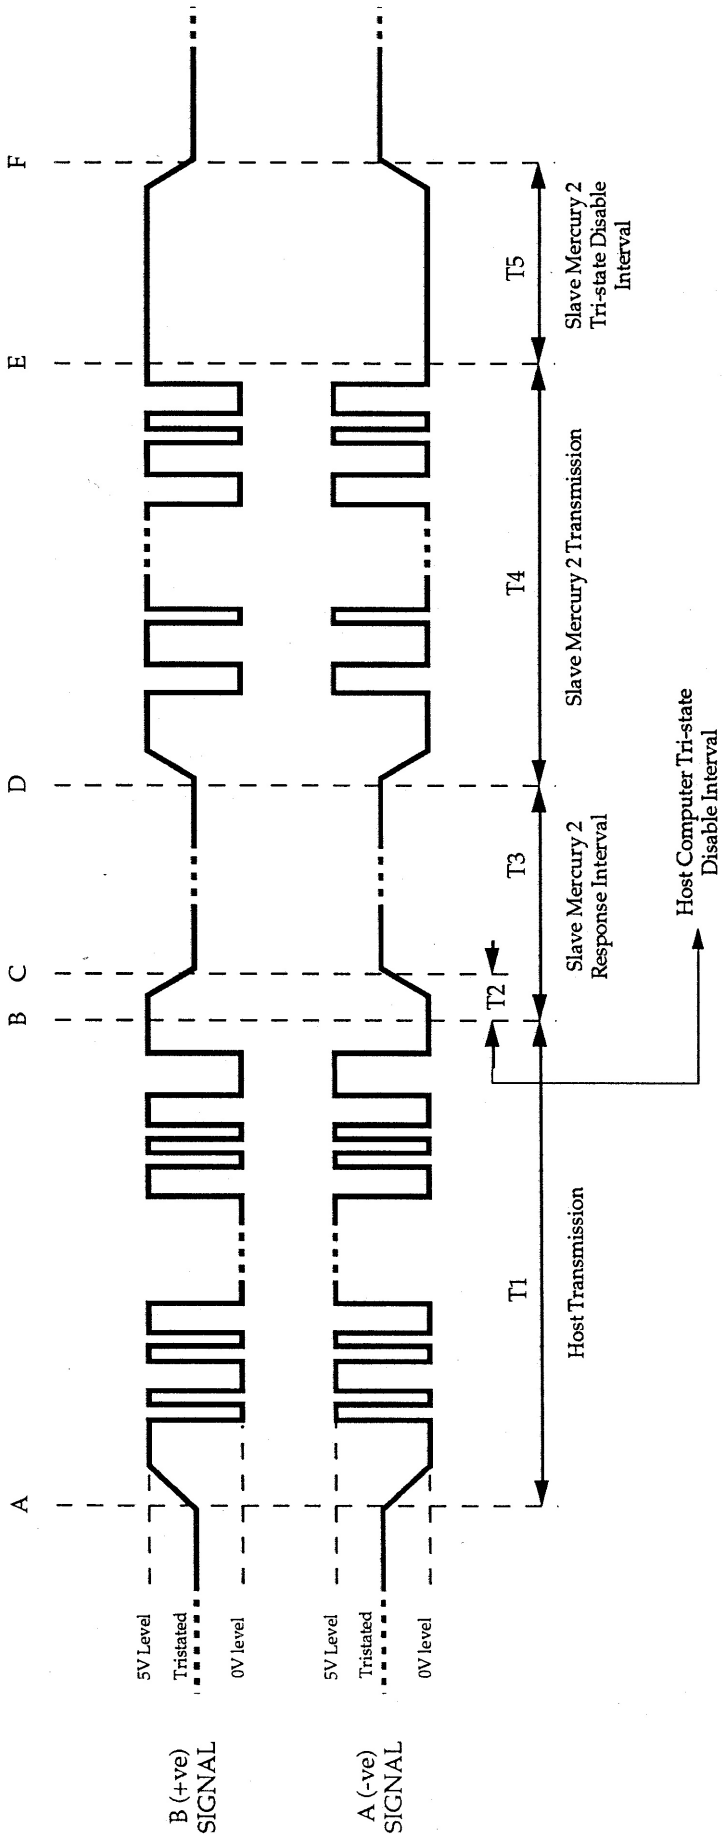 A
B
C
D
E
F
B (+ve)
SIGNAL
5V Level
Tristated
0V level
A (-ve)
SIGNAL
5V Level
Tristated
0V level
T1
Host Transmission
T2
T3
Slave Mercury 2
Response Interval
T4
Slave Mercury 2 Transmission
T5
Slave Mercury 2
Tri-state Disable
Interval
Host Computer Tri-state
Disable Interval